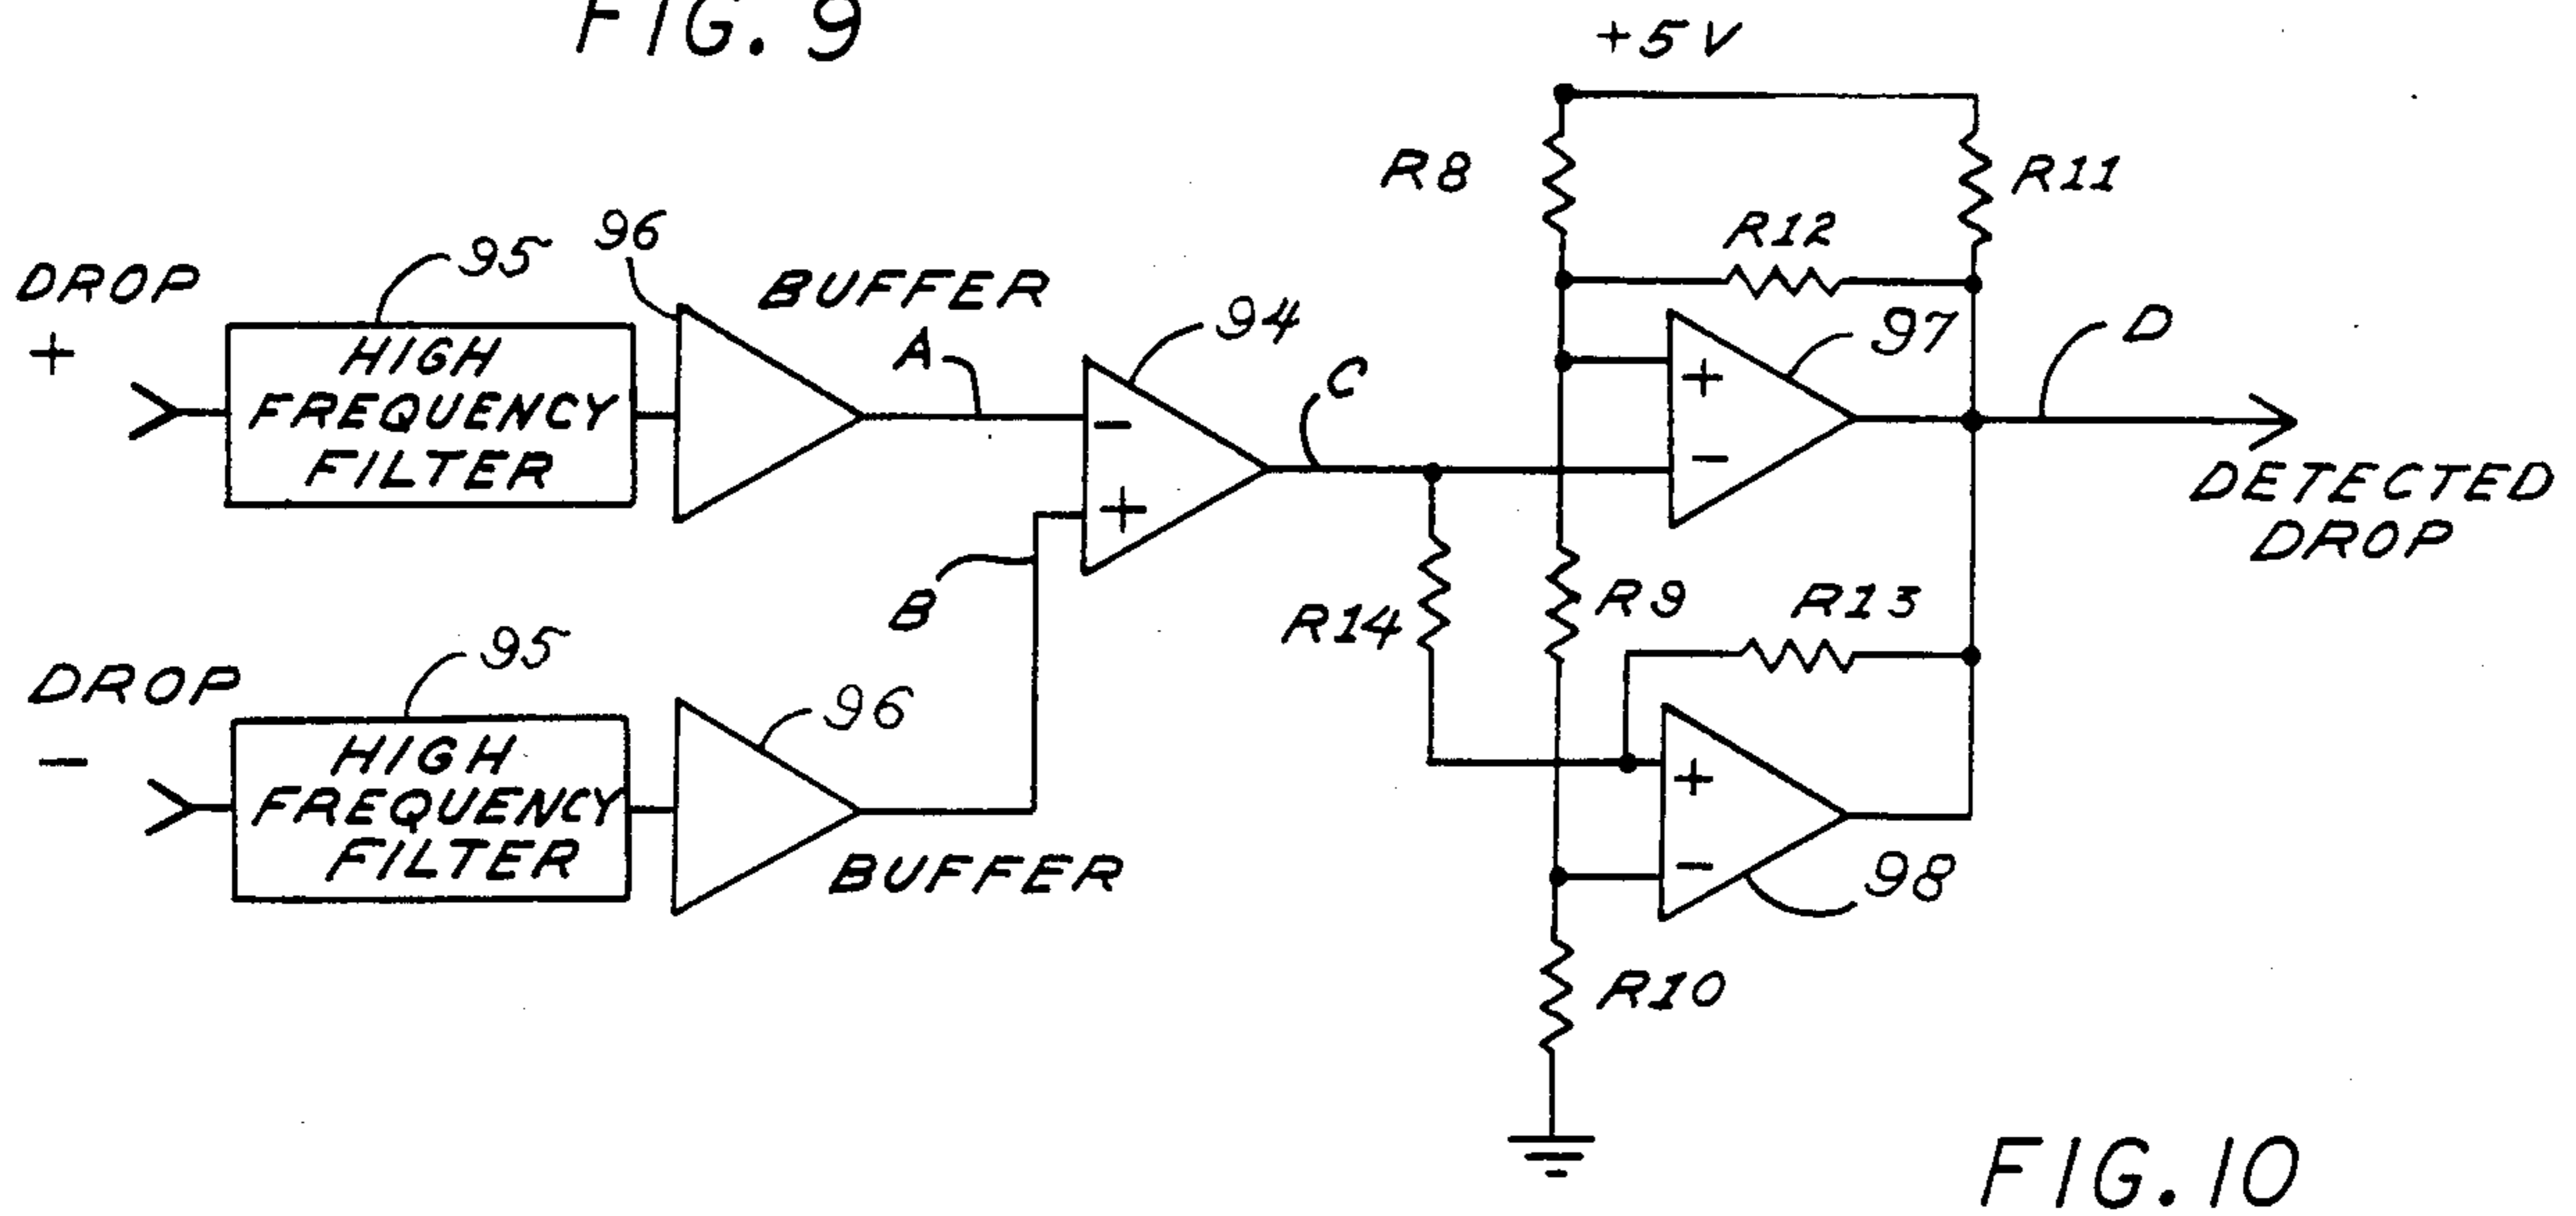 FIG. 9
+5V
R8
R11
R12
DROP
+
95
96
HIGH
FREQUENCY
FILTER
BUFFER
A
94
C
97
+
-
D
DETECTED
DROP
-
+
B
R14
R9
R13
DROP
-
95
96
HIGH
FREQUENCY
FILTER
BUFFER
+
-
98
R10
FIG. 10